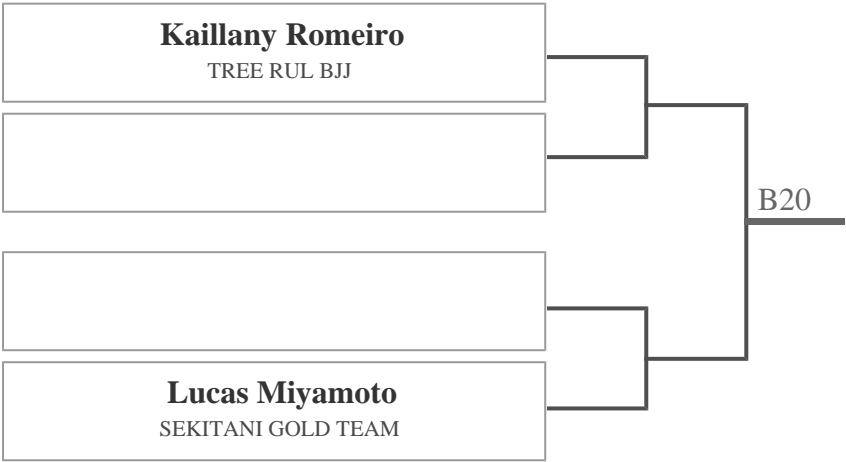 Kaillany Romeiro
TREE RUL BJJ
B20
Lucas Miyamoto
SEKITANI GOLD TEAM